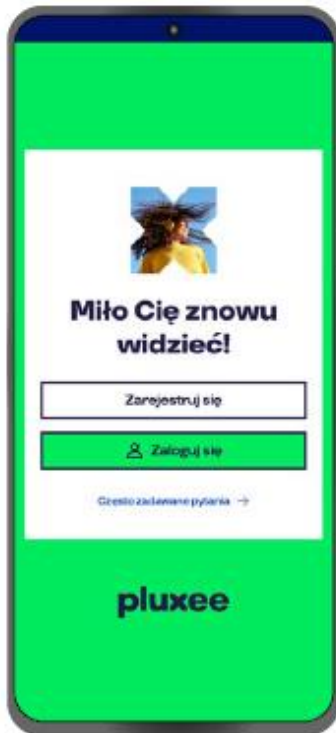 Miło Cię znowu
widzieć!
Zarejestruj się
Zaloguj się
Często zadawane pytania →
pluxee